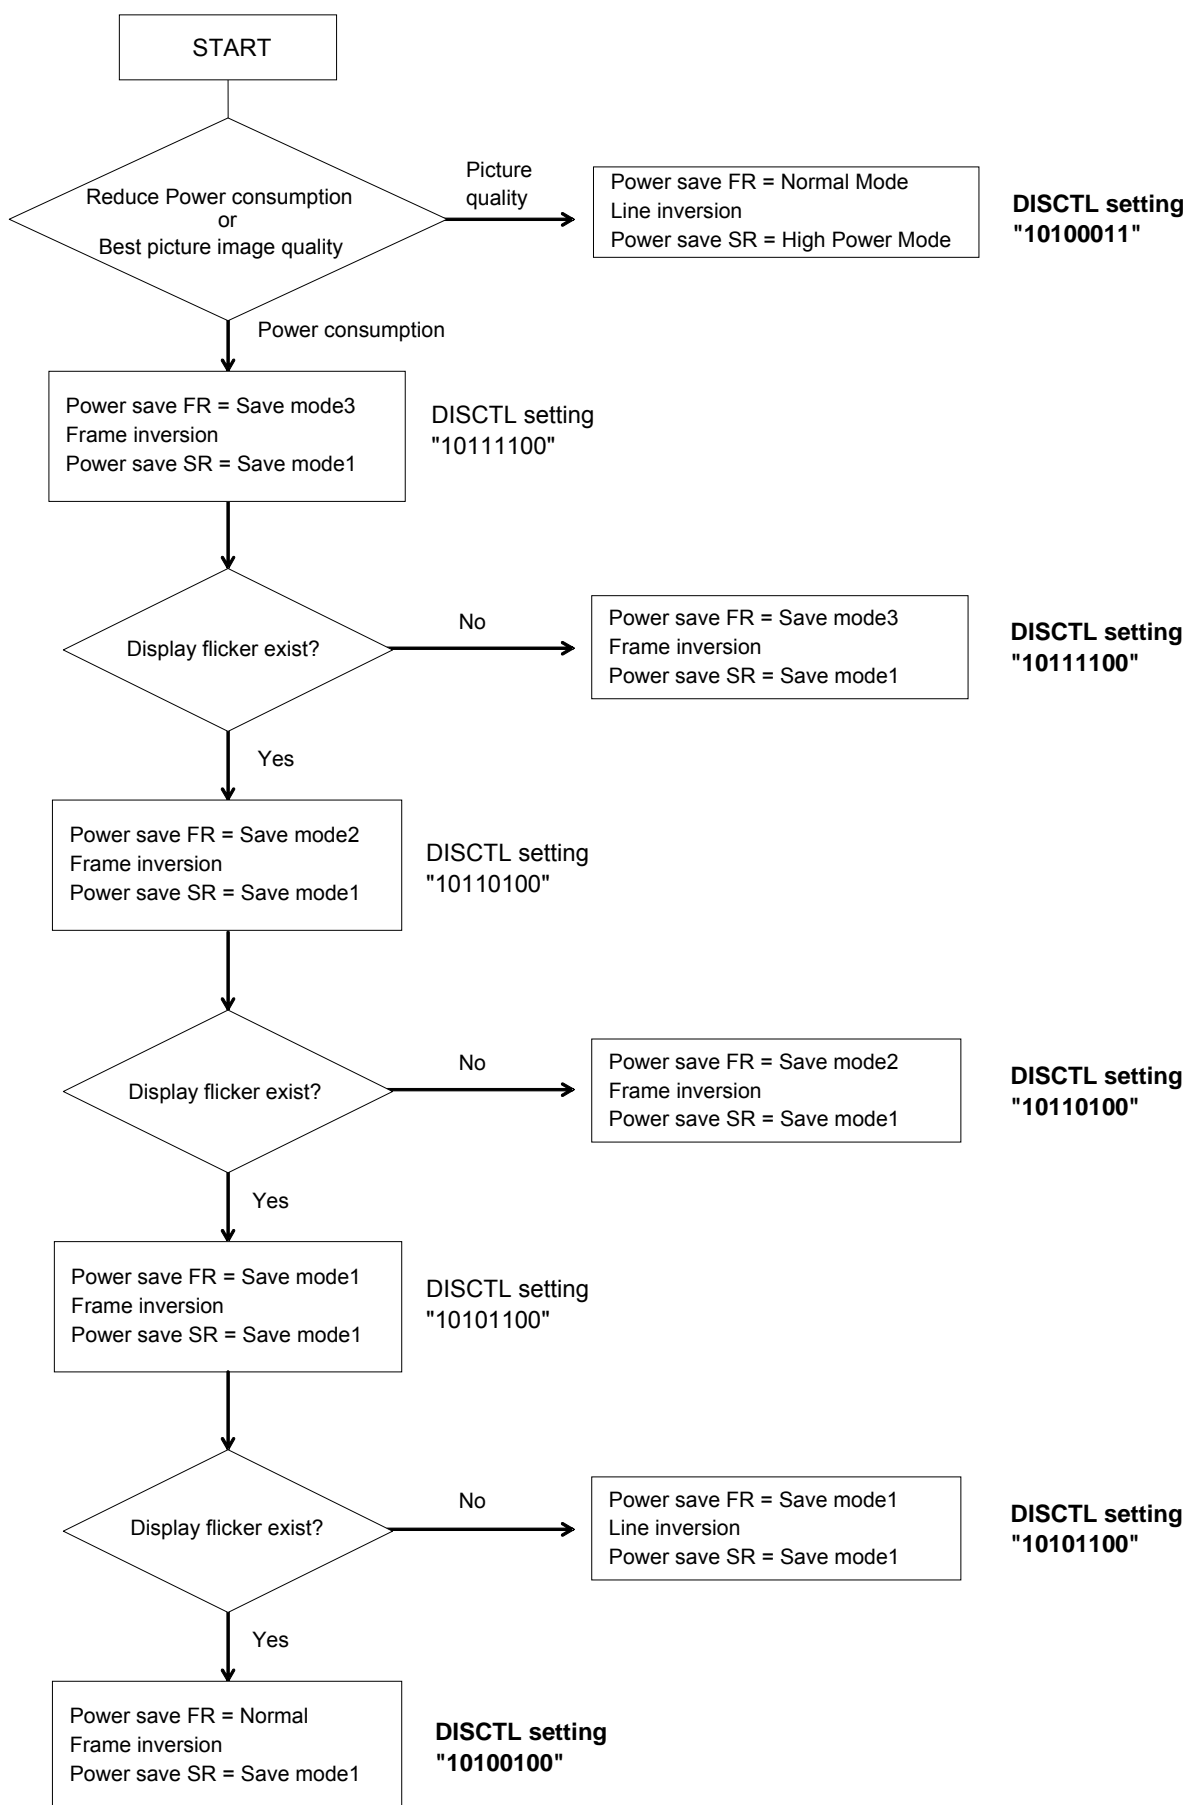 START
Reduce Power consumption
or
Best picture image quality
Picture
quality
Power save FR = Normal Mode
Line inversion
Power save SR = High Power Mode
DISCTL setting
"10100011"
Power consumption
Power save FR = Save mode3
Frame inversion
Power save SR = Save mode1
DISCTL setting
"10111100"
Display flicker exist?
No
Power save FR = Save mode3
Frame inversion
Power save SR = Save mode1
DISCTL setting
"10111100"
Yes
Power save FR = Save mode2
Frame inversion
Power save SR = Save mode1
DISCTL setting
"10110100"
Display flicker exist?
No
Power save FR = Save mode2
Frame inversion
Power save SR = Save mode1
DISCTL setting
"10110100"
Yes
Power save FR = Save mode1
Frame inversion
Power save SR = Save mode1
DISCTL setting
"10101100"
Display flicker exist?
No
Power save FR = Save mode1
Line inversion
Power save SR = Save mode1
DISCTL setting
"10101100"
Yes
Power save FR = Normal
Frame inversion
Power save SR = Save mode1
DISCTL setting
"10100100"